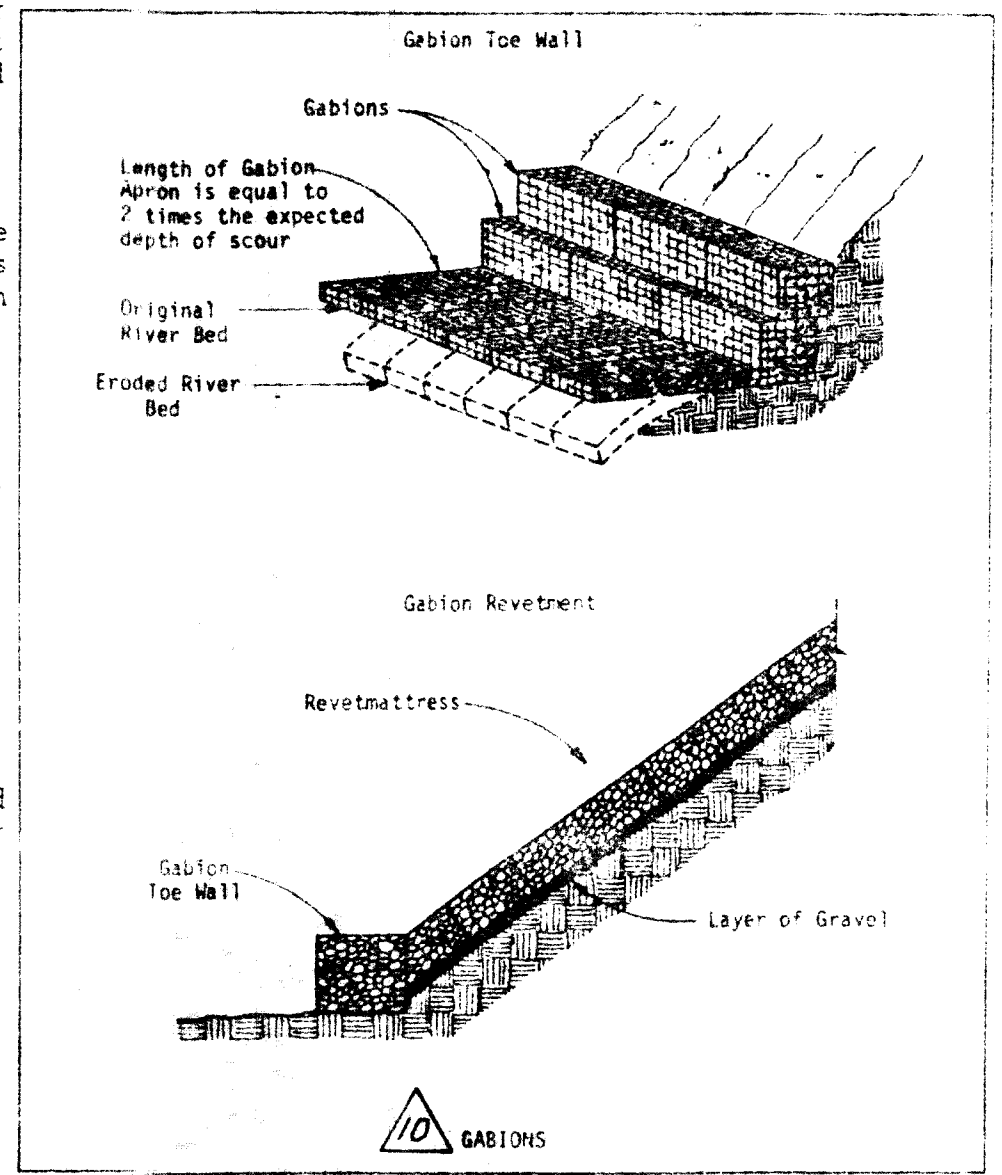 Gabion Toe Wall
Gabions
Length of Gabion
Apron is equal to
2 times the expected
depth of scour
Original
River Bed
Eroded River
Bed
Gabion Revetment
Revetmattress
Gabion
Toe Wall
Layer of Gravel
10 GABIONS